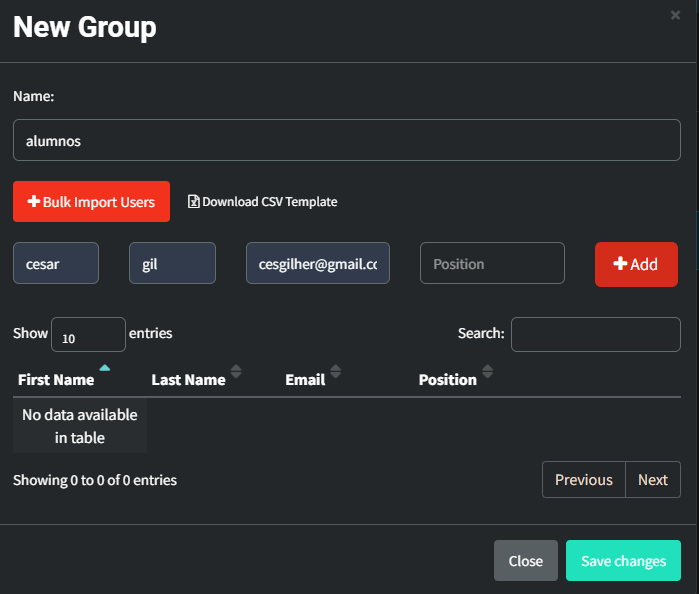 New Group
×
Name:
alumnos
Bulk Import Users
Download CSV Template
cesar
gil
cesgilher@gmail.cc
Position
Add
Show 10 entries
Search:
First Name
Last Name
Email
Position
No data available
in table
Showing 0 to 0 of 0 entries
Previous
Next
Close
Save changes